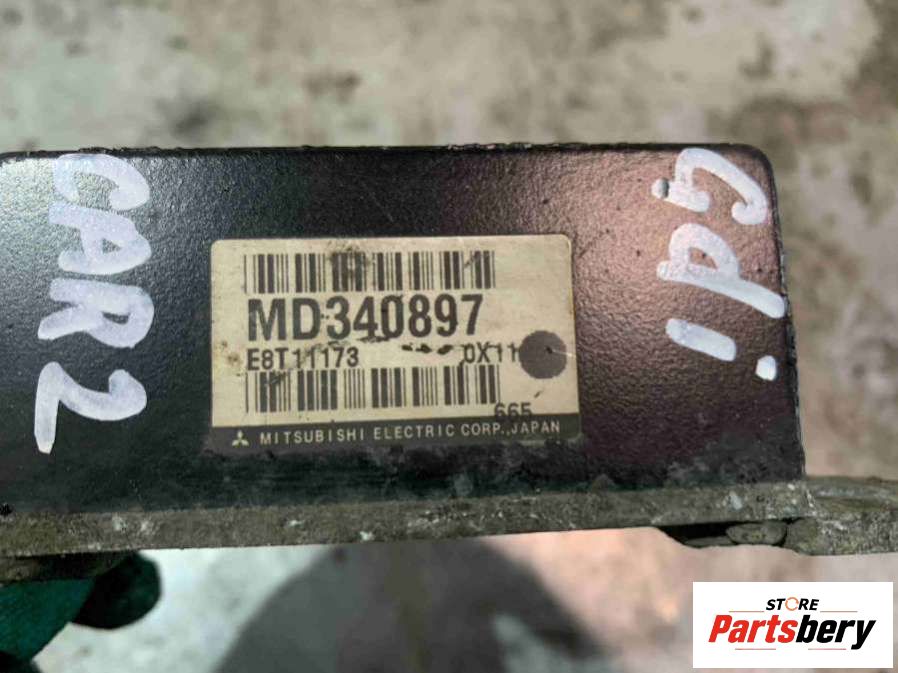 CAR2
MD340897
E8T11173 0X11
665
MITSUBISHI ELECTRIC CORP., JAPAN
Gdi
STORE
Partsbery